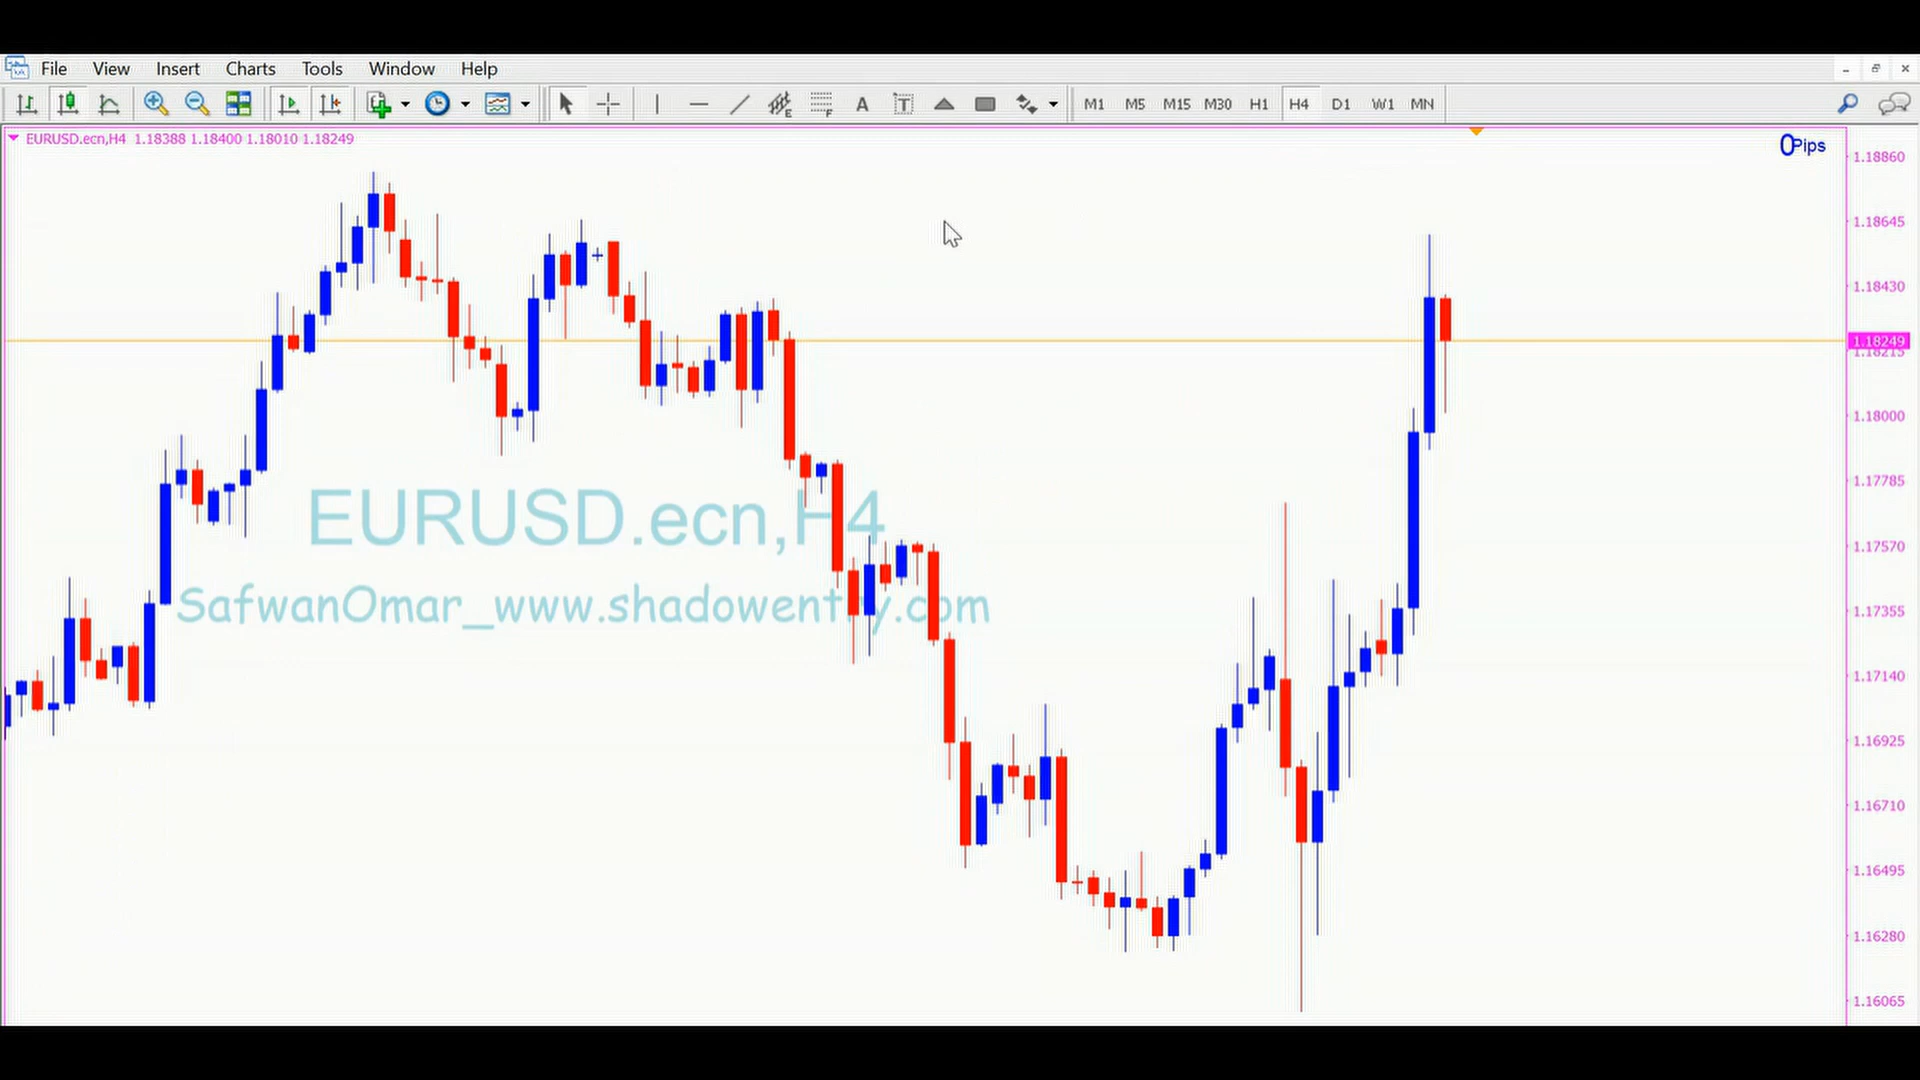 File View Insert Charts Tools Window Help
A T M1 M5 M15 M30 H1 H4 D1 W1 MN
EURUSD.ecn,H4 1.18388 1.18400 1.18010 1.18249
0Pips
1.18860
1.18645
1.18430
1.18249
1.18215
1.18000
1.17785
1.17570
1.17355
1.17140
1.16925
1.16710
1.16495
1.16280
1.16065
EURUSD.ecn,H4
SafwanOmar_www.shadowentry.com